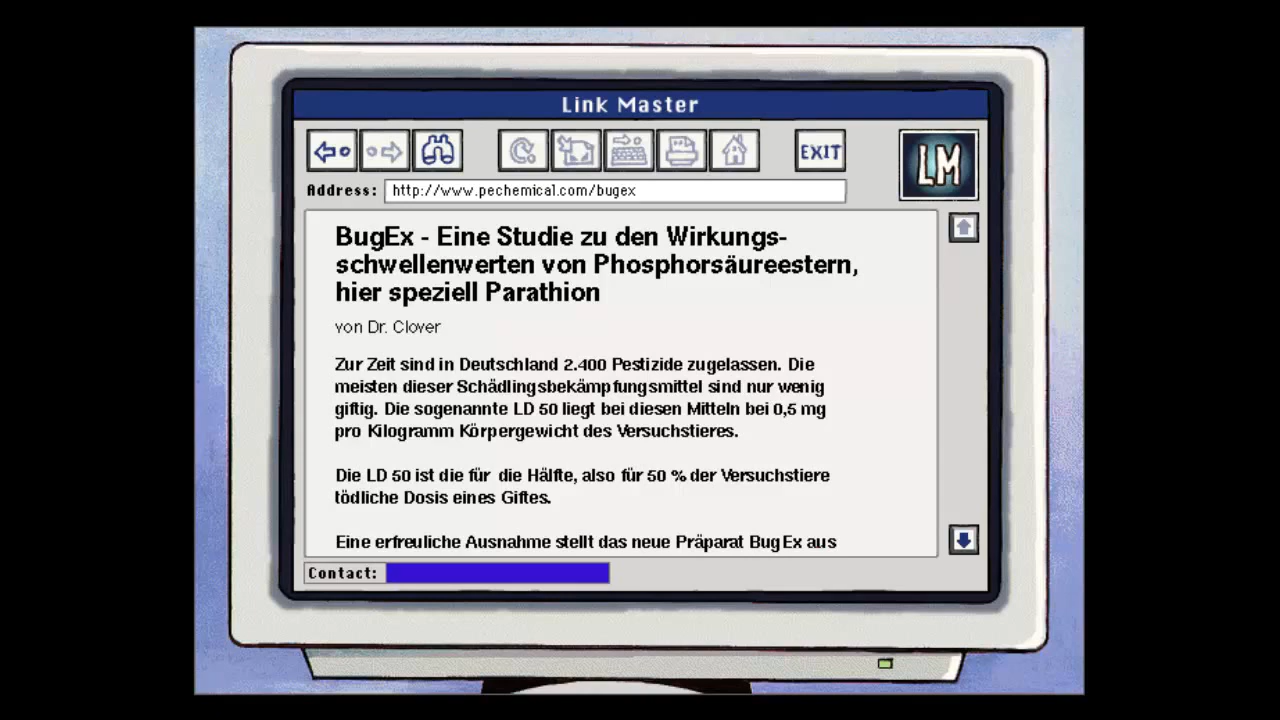 Link Master
EXIT
LM
Address: http://www.pechemical.com/bugex
BugEx - Eine Studie zu den Wirkungs-
schwellenwerten von Phosphorsäureestern,
hier speziell Parathion
von Dr. Clover
Zur Zeit sind in Deutschland 2.400 Pestizide zugelassen. Die
meisten dieser Schädlingsbekämpfungsmittel sind nur wenig
giftig. Die sogenannte LD 50 liegt bei diesen Mitteln bei 0,5 mg
pro Kilogramm Körpergewicht des Versuchstieres.
Die LD 50 ist die für die Hälfte, also für 50 % der Versuchstiere
tödliche Dosis eines Giftes.
Eine erfreuliche Ausnahme stellt das neue Präparat BugEx aus
Contact: